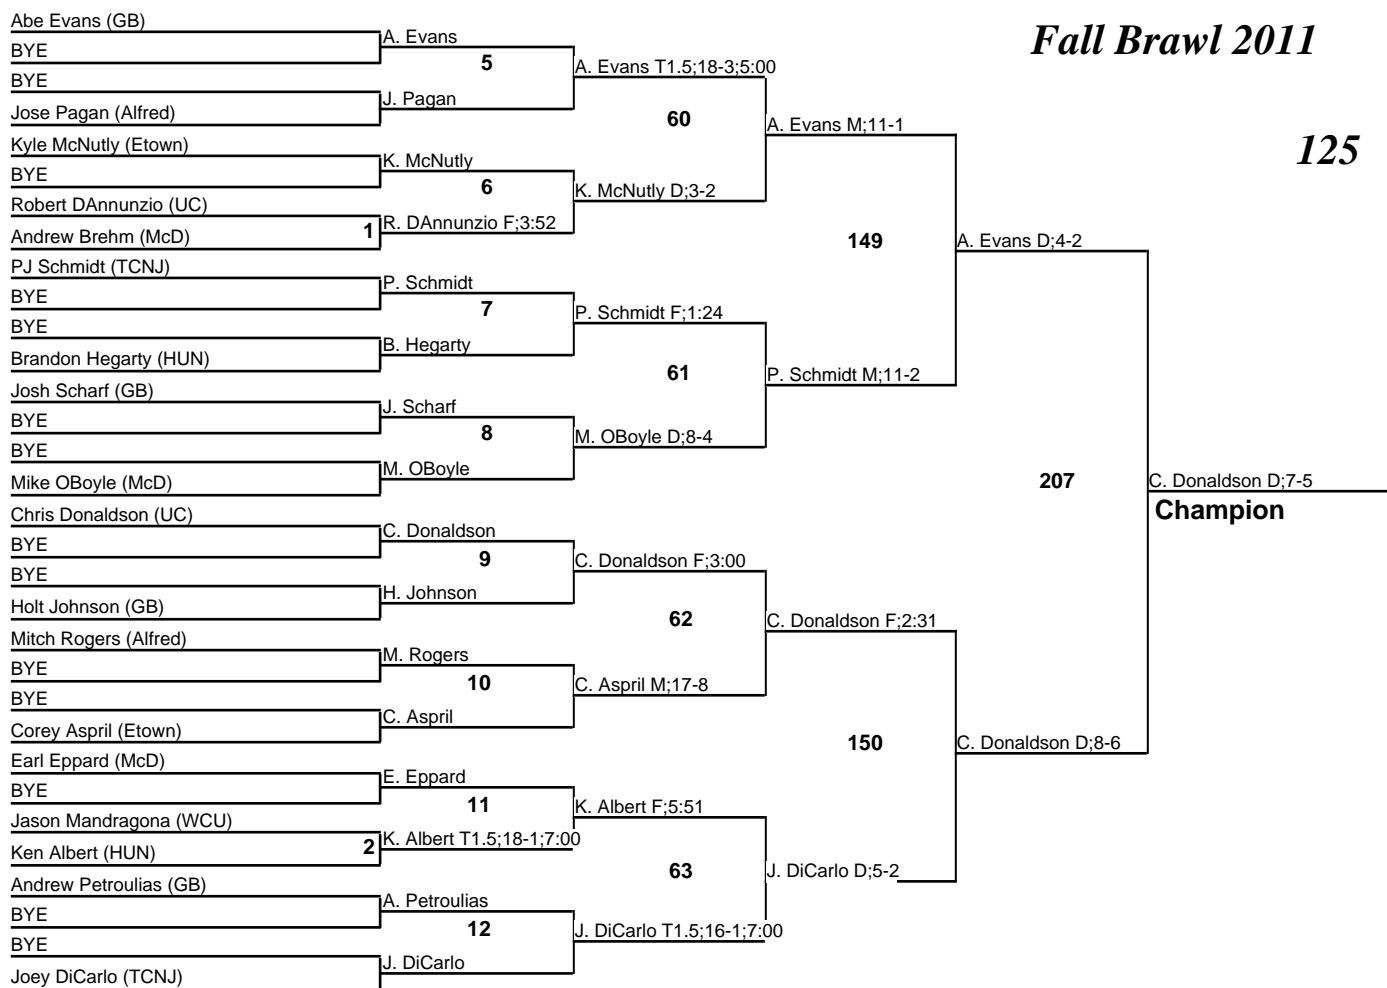 Fall Brawl 2011
125
Abe Evans (GB)
BYE
BYE
Jose Pagan (Alfred)
Kyle McNutly (Etown)
BYE
Robert DAnnunzio (UC)
Andrew Brehm (McD)
PJ Schmidt (TCNJ)
BYE
BYE
Brandon Hegarty (HUN)
Josh Scharf (GB)
BYE
BYE
Mike OBoyle (McD)
Chris Donaldson (UC)
BYE
BYE
Holt Johnson (GB)
Mitch Rogers (Alfred)
BYE
BYE
Corey Aspril (Etown)
Earl Eppard (McD)
BYE
Jason Mandragona (WCU)
Ken Albert (HUN)
Andrew Petroulias (GB)
BYE
BYE
Joey DiCarlo (TCNJ)
1
2
A. Evans
5
J. Pagan
K. McNutly
6
R. DAnnunzio F;3:52
P. Schmidt
7
B. Hegarty
J. Scharf
8
M. OBoyle
C. Donaldson
9
H. Johnson
M. Rogers
10
C. Aspril
E. Eppard
11
K. Albert T1.5;18-1;7:00
A. Petroulias
12
J. DiCarlo
A. Evans T1.5;18-3;5:00
60
K. McNutly D;3-2
P. Schmidt F;1:24
61
M. OBoyle D;8-4
C. Donaldson F;3:00
62
C. Aspril M;17-8
K. Albert F;5:51
63
J. DiCarlo T1.5;16-1;7:00
A. Evans M;11-1
149
P. Schmidt M;11-2
C. Donaldson F;2:31
150
J. DiCarlo D;5-2
A. Evans D;4-2
207
C. Donaldson D;8-6
C. Donaldson D;7-5
Champion